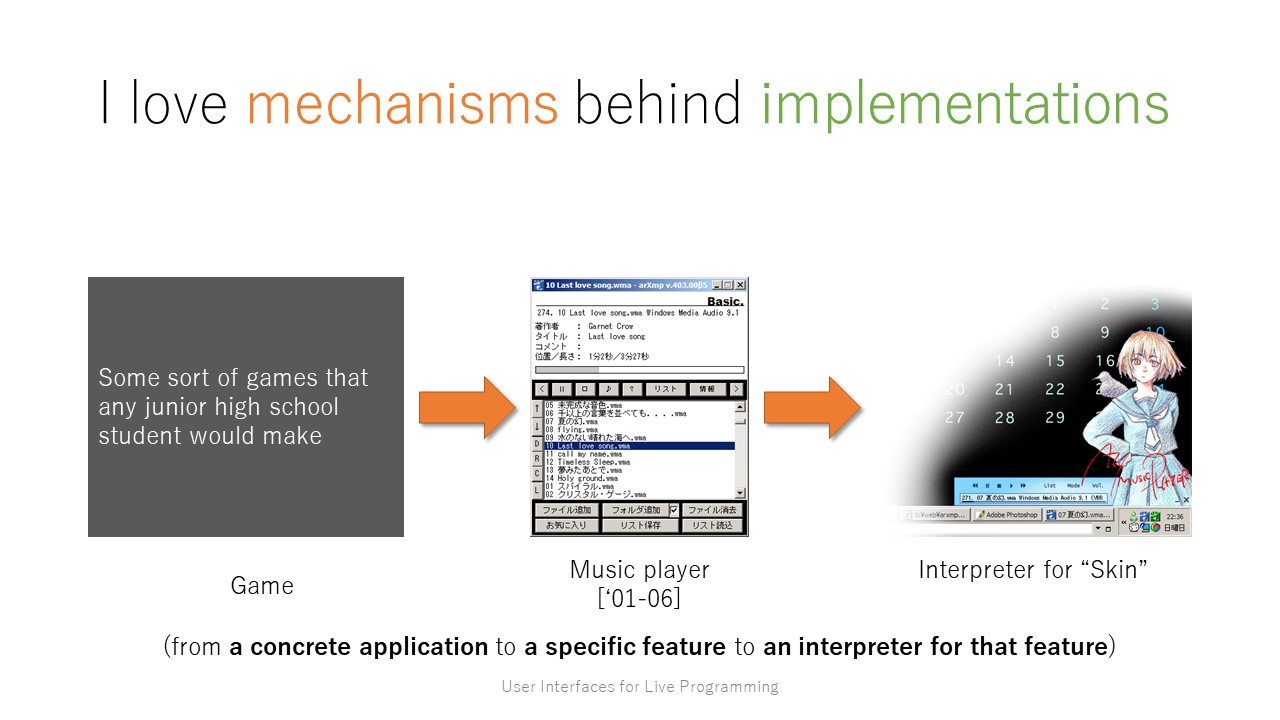 I love mechanisms behind implementations
Some sort of games that
any junior high school
student would make
10 Last love song.wma - arXmp v.403.00β5
Basic.
274. 10 Last love song.wma Windows Media Audio 9.1
著作者 : Garnet Crow
タイトル : Last love song
コメント :
位置/長さ : 1分2秒/3分27秒
リスト 情報
05 未完成な音色.wma
06 千以上の言葉を並べても....wma
07 夏の幻.wma
08 flying.wma
09 水のない晴れた海へ.wma
10 Last love song.wma
11 call my name.wma
12 Timeless Sleep.wma
13 夢みたあとで.wma
14 Holy ground.wma
01 スパイラル.wma
02 クリスタル・ゲージ.wma
ファイル追加 フォルダ追加 ファイル消去
お気に入り リスト保存 リスト読込
1 2 3
8 9 10
14 15 16
20 21 22
27 28 29
List Mode Vol.
271. 07 夏の幻.wma Windows Media Audio 9.1 (VBR
K:\web\arxmp... Adobe Photoshop 07 夏の幻.wma... 22:36
日曜日
Game
Music player
[‘01-06]
Interpreter for “Skin”
(from a concrete application to a specific feature to an interpreter for that feature)
User Interfaces for Live Programming